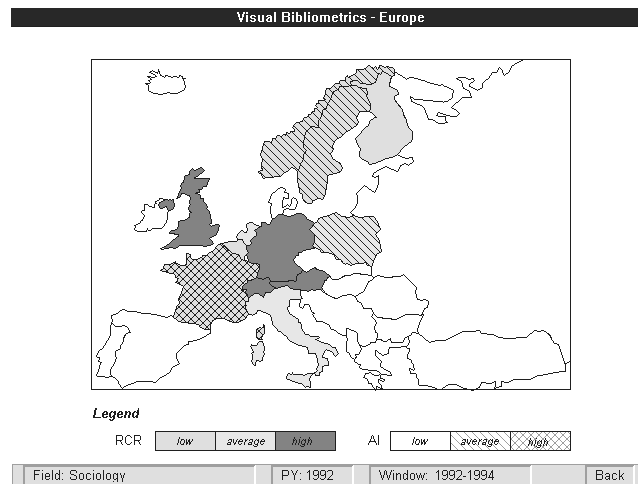 Visual Bibliometrics - Europe
Legend
RCR low average high AI low average high
Field: Sociology PY: 1992 Window: 1992-1994 Back